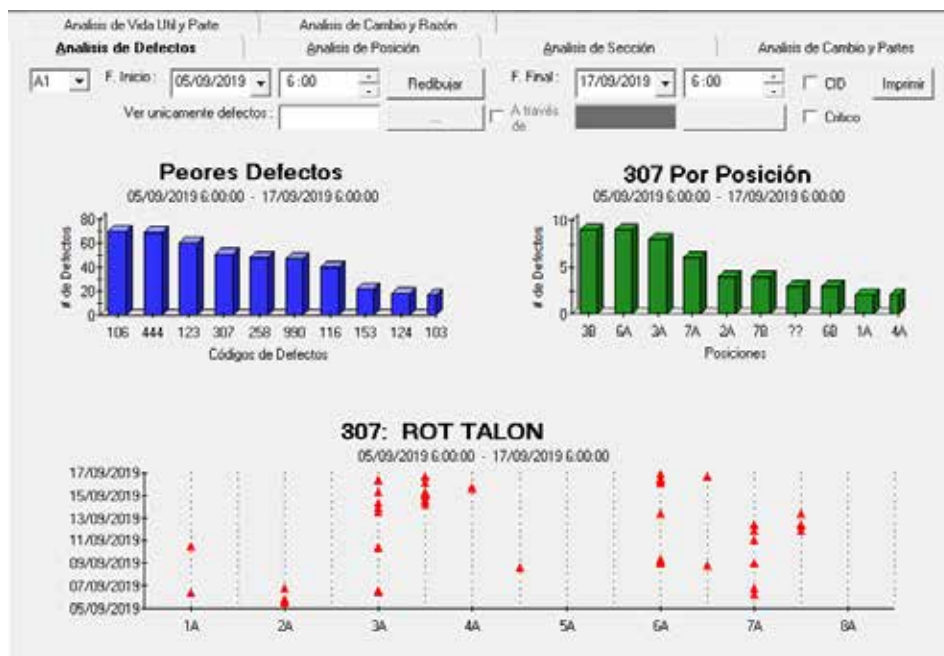 Analisis de Vida Util y Parte Analisis de Cambio y Razón
Analisis de Defectos Analisis de Posición Analisis de Sección Analisis de Cambio y Partes
A1 F. Inicio : 05/09/2019 6:00 Redibujar F. Final : 17/09/2019 6:00 CID Imprimir
Ver unicamente defectos : ... A través de Crítico
Peores Defectos
05/09/2019 6:00:00 - 17/09/2019 6:00:00
# de Defectos
80
60
40
20
0
106 444 123 307 258 990 116 153 124 103
Códigos de Defectos
307 Por Posición
05/09/2019 6:00:00 - 17/09/2019 6:00:00
# de Defectos
10
5
0
3B 6A 3A 7A 2A 7B ?? 6B 1A 4A
Posiciones
307: ROT TALON
05/09/2019 6:00:00 - 17/09/2019 6:00:00
17/09/2019
15/09/2019
13/09/2019
11/09/2019
09/09/2019
07/09/2019
05/09/2019
1A 2A 3A 4A 5A 6A 7A 8A